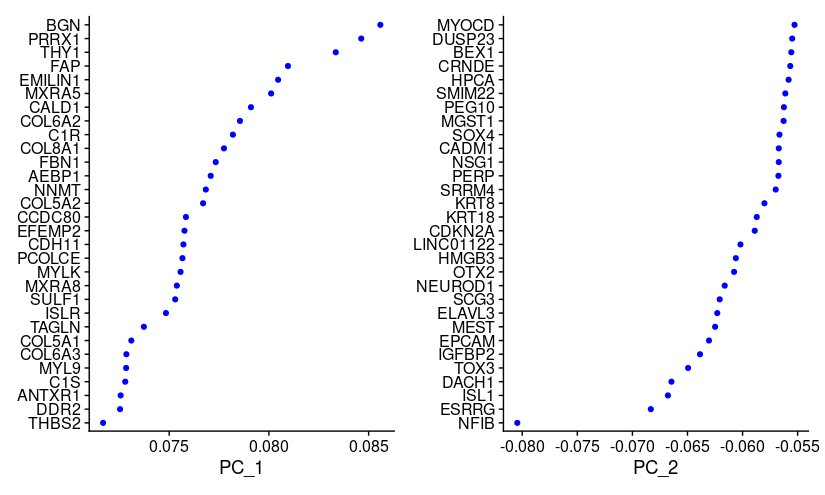 BGN
PRRX1
THY1
FAP
EMILIN1
MXRA5
CALD1
COL6A2
C1R
COL8A1
FBN1
AEBP1
NNMT
COL5A2
CCDC80
EFEMP2
CDH11
PCOLCE
MYLK
MXRA8
SULF1
ISLR
TAGLN
COL5A1
COL6A3
MYL9
C1S
ANTXR1
DDR2
THBS2
0.075 0.080 0.085
PC_1
MYOCD
DUSP23
BEX1
CRNDE
HPCA
SMIM22
PEG10
MGST1
SOX4
CADM1
NSG1
PERP
SRRM4
KRT8
KRT18
CDKN2A
LINC01122
HMGB3
OTX2
NEUROD1
SCG3
ELAVL3
MEST
EPCAM
IGFBP2
TOX3
DACH1
ISL1
ESRRG
NFIB
-0.080 -0.075 -0.070 -0.065 -0.060 -0.055
PC_2